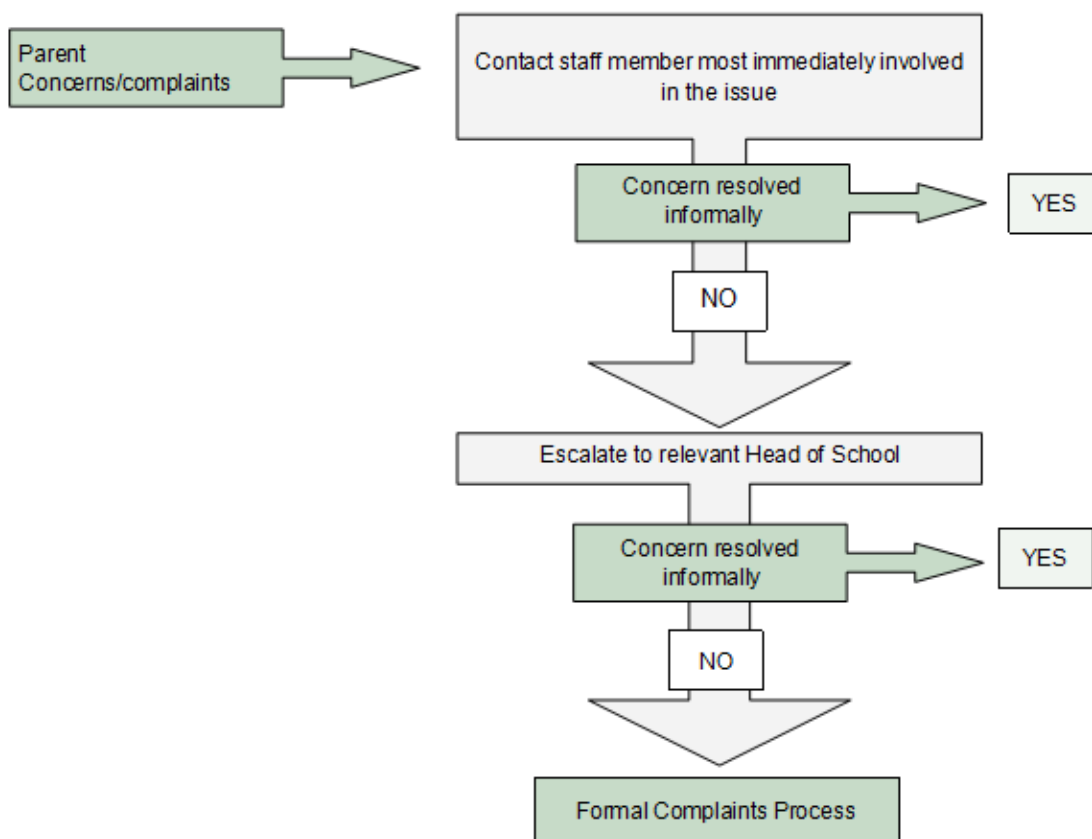 Parent
Concerns/complaints
Contact staff member most immediately involved
in the issue
Concern resolved
informally
YES
NO
Escalate to relevant Head of School
Concern resolved
informally
YES
NO
Formal Complaints Process